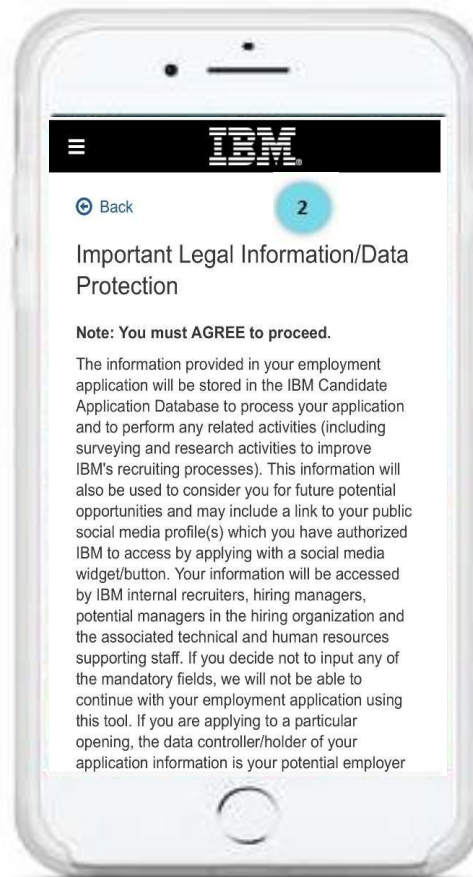 IBM
Back
2
Important Legal Information/Data
Protection
Note: You must AGREE to proceed.
The information provided in your employment
application will be stored in the IBM Candidate
Application Database to process your application
and to perform any related activities (including
surveying and research activities to improve
IBM's recruiting processes). This information will
also be used to consider you for future potential
opportunities and may include a link to your public
social media profile(s) which you have authorized
IBM to access by applying with a social media
widget/button. Your information will be accessed
by IBM internal recruiters, hiring managers,
potential managers in the hiring organization and
the associated technical and human resources
supporting staff. If you decide not to input any of
the mandatory fields, we will not be able to
continue with your employment application using
this tool. If you are applying to a particular
opening, the data controller/holder of your
application information is your potential employer